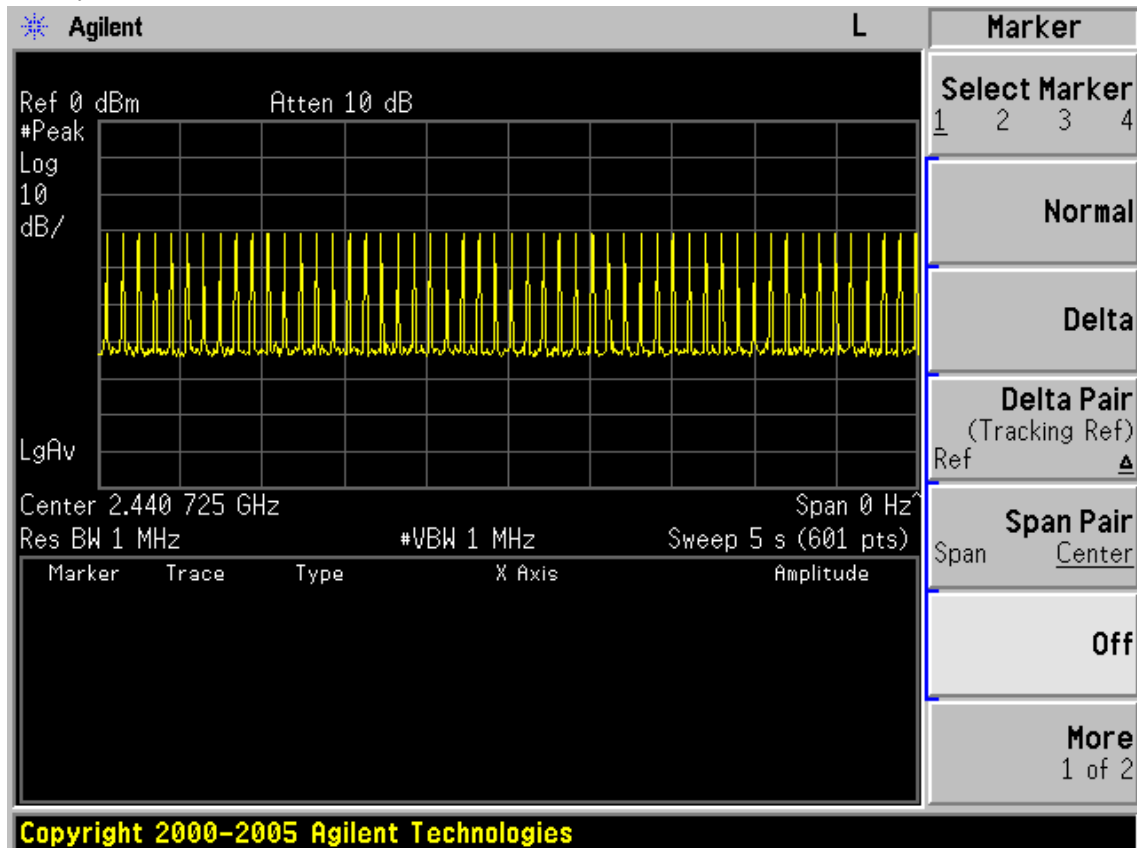 Agilent
L
Ref 0 dBm Atten 10 dB
#Peak
Log
10
dB/
LgAv
Center 2.440 725 GHz Span 0 Hz^
Res BW 1 MHz #VBW 1 MHz Sweep 5 s (601 pts)
Marker Trace Type X Axis Amplitude
Copyright 2000-2005 Agilent Technologies
Marker
Select Marker
1 2 3 4
Normal
Delta
Delta Pair
(Tracking Ref)
Ref Δ
Span Pair
Span Center
Off
More
1 of 2